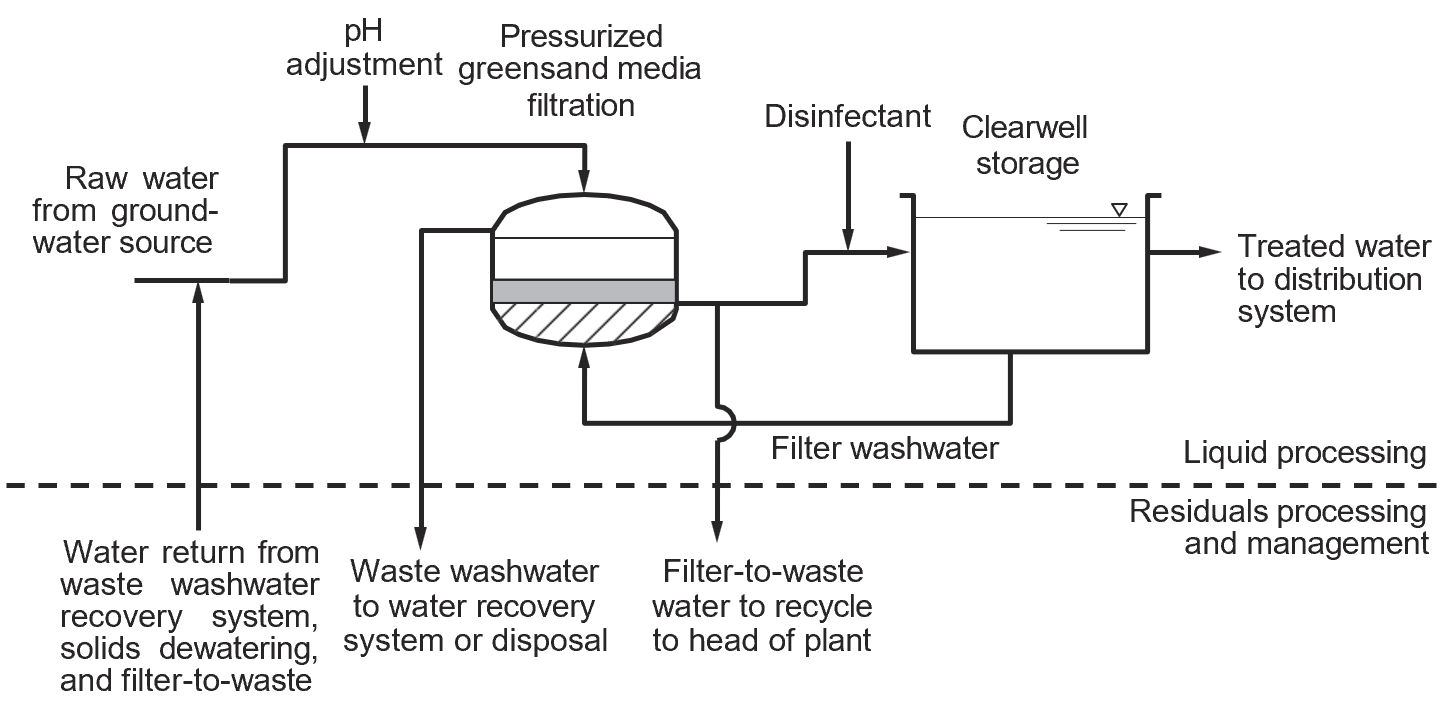 pH
adjustment
Pressurized
greensand media
filtration
Disinfectant
Clearwell
storage
Raw water
from ground-
water source
Treated water
to distribution
system
Filter washwater
Liquid processing
Residuals processing
and management
Water return from
waste washwater
recovery system,
solids dewatering,
and filter-to-waste
Waste washwater
to water recovery
system or disposal
Filter-to-waste
water to recycle
to head of plant